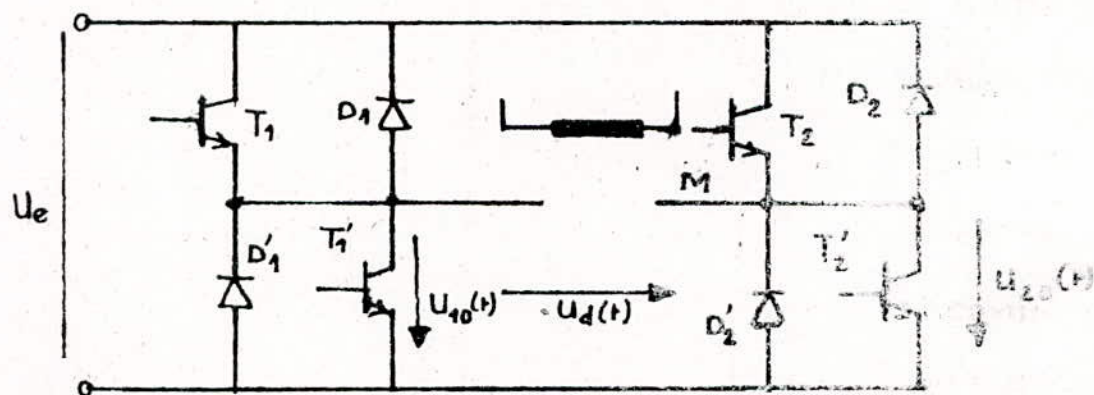 Ue
T1
D1
D'1
T'1
U10(t)
Ud(t)
M
T2
D2
D'2
T'2
U20(t)